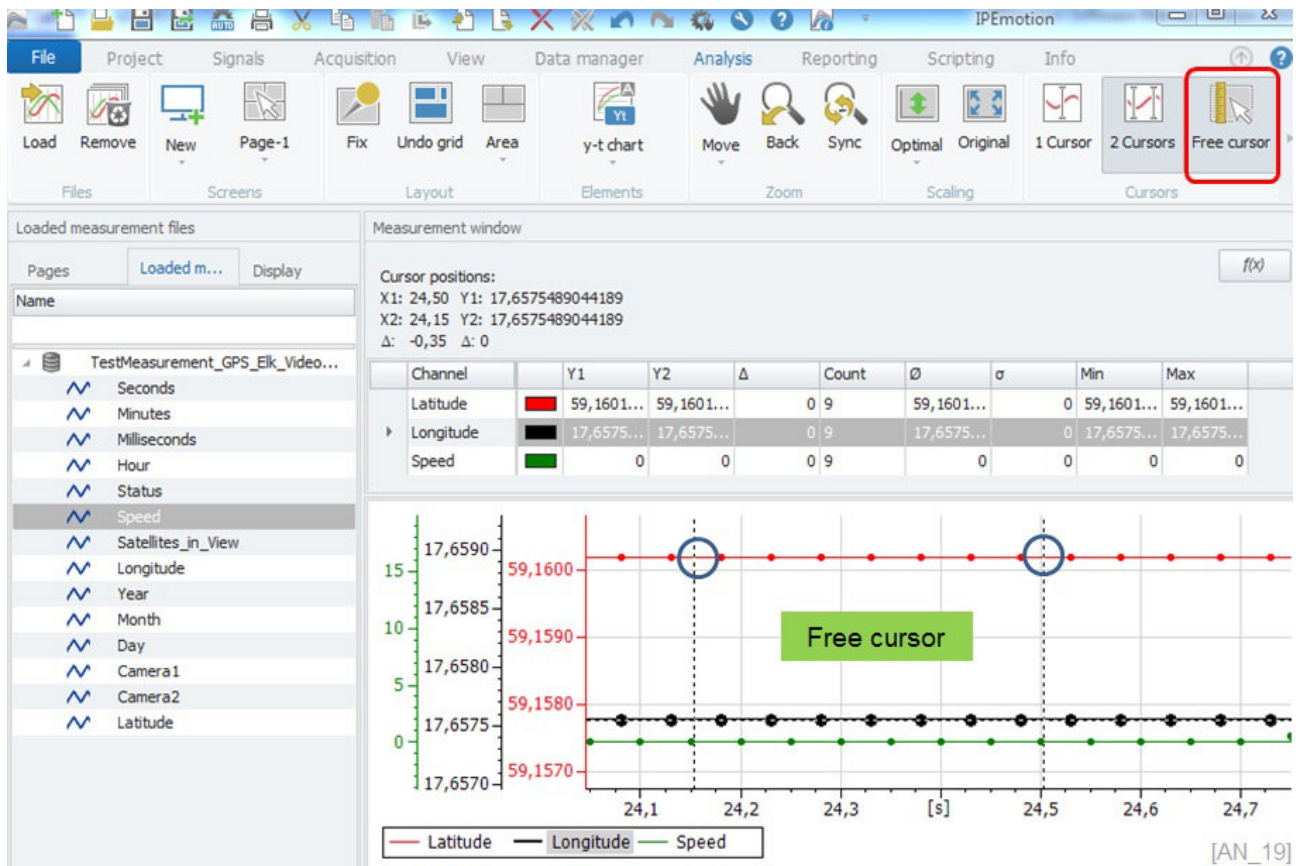 IPEmotion
AUTO
File Project Signals Acquisition View Data manager Analysis Reporting Scripting Info
A
Yt
Load Remove New Page-1 Fix Undo grid Area y-t chart Move Back Sync Optimal Original 1 Cursor 2 Cursors Free cursor
Files Screens Layout Elements Zoom Scaling Cursors
Loaded measurement files
Pages Loaded m... Display
Name
TestMeasurement_GPS_Elk_Video...
Seconds
Minutes
Milliseconds
Hour
Status
Speed
Satellites_in_View
Longitude
Year
Month
Day
Camera1
Camera2
Latitude
Measurement window
f(x)
Cursor positions:
X1: 24,50 Y1: 17,6575489044189
X2: 24,15 Y2: 17,6575489044189
Δ: -0,35 Δ: 0
Channel Y1 Y2 Δ Count Ø σ Min Max
Latitude 59,1601... 59,1601... 0 9 59,1601... 0 59,1601... 59,1601...
Longitude 17,6575... 17,6575... 0 9 17,6575... 0 17,6575... 17,6575...
Speed 0 0 0 9 0 0 0 0
15
10
5
0
17,6590
17,6585
17,6580
17,6575
17,6570
59,1600
59,1590
59,1580
59,1570
Free cursor
24,1 24,2 24,3 [s] 24,5 24,6 24,7
Latitude Longitude Speed
[AN_19]